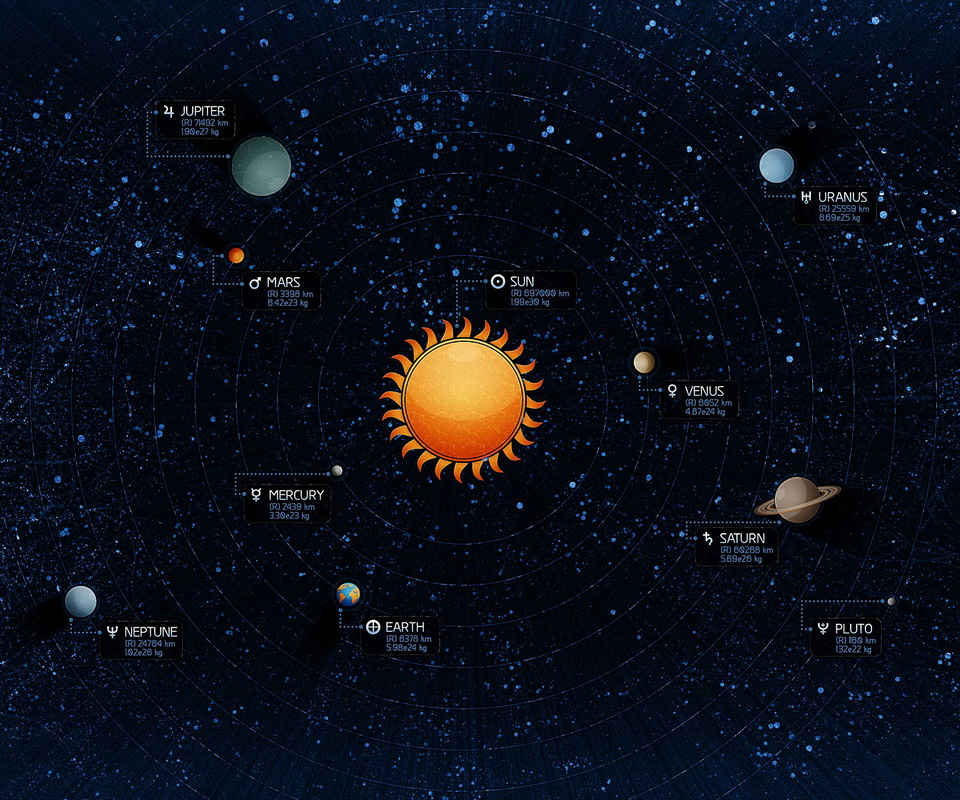 ♃ JUPITER
(R) 71492 km
1.90e27 kg
♅ URANUS
(R) 25559 km
8.69e25 kg
♂ MARS
(R) 3398 km
6.42e23 kg
☉ SUN
(R) 697000 km
1.99e30 kg
♀ VENUS
(R) 6052 km
4.87e24 kg
☿ MERCURY
(R) 2439 km
3.30e23 kg
♄ SATURN
(R) 60268 km
5.69e26 kg
♆ NEPTUNE
(R) 24764 km
1.02e26 kg
⊕ EARTH
(R) 6378 km
5.98e24 kg
♆ PLUTO
(R) 1160 km
1.32e22 kg